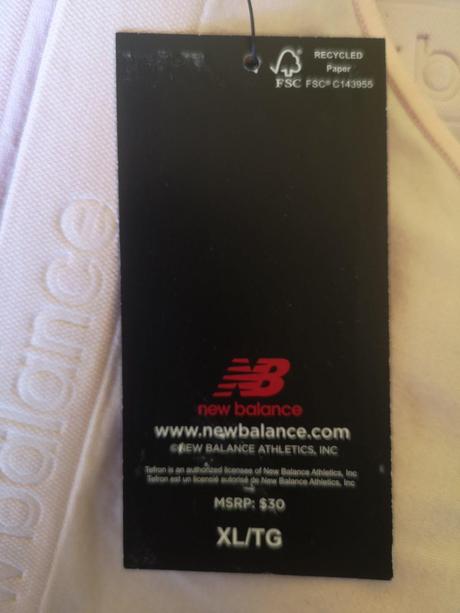 RECYCLED
Paper
FSC
FSC® C143955
new balance
www.newbalance.com
©NEW BALANCE ATHLETICS, INC
Tefron is an authorized licensee of New Balance Athletics, Inc
Tefron est un licencié autorisé de New Balance Athletics, Inc
MSRP: $30
XL/TG
wbalance
wb